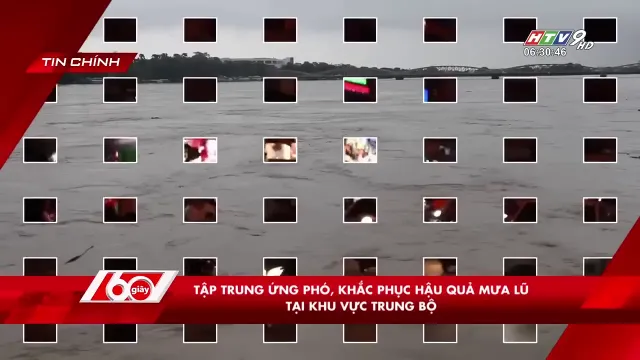 HTV9 HD
06:30:46
TIN CHÍNH
60 giây
TẬP TRUNG ỨNG PHÓ, KHẮC PHỤC HẬU QUẢ MƯA LŨ
TẠI KHU VỰC TRUNG BỘ